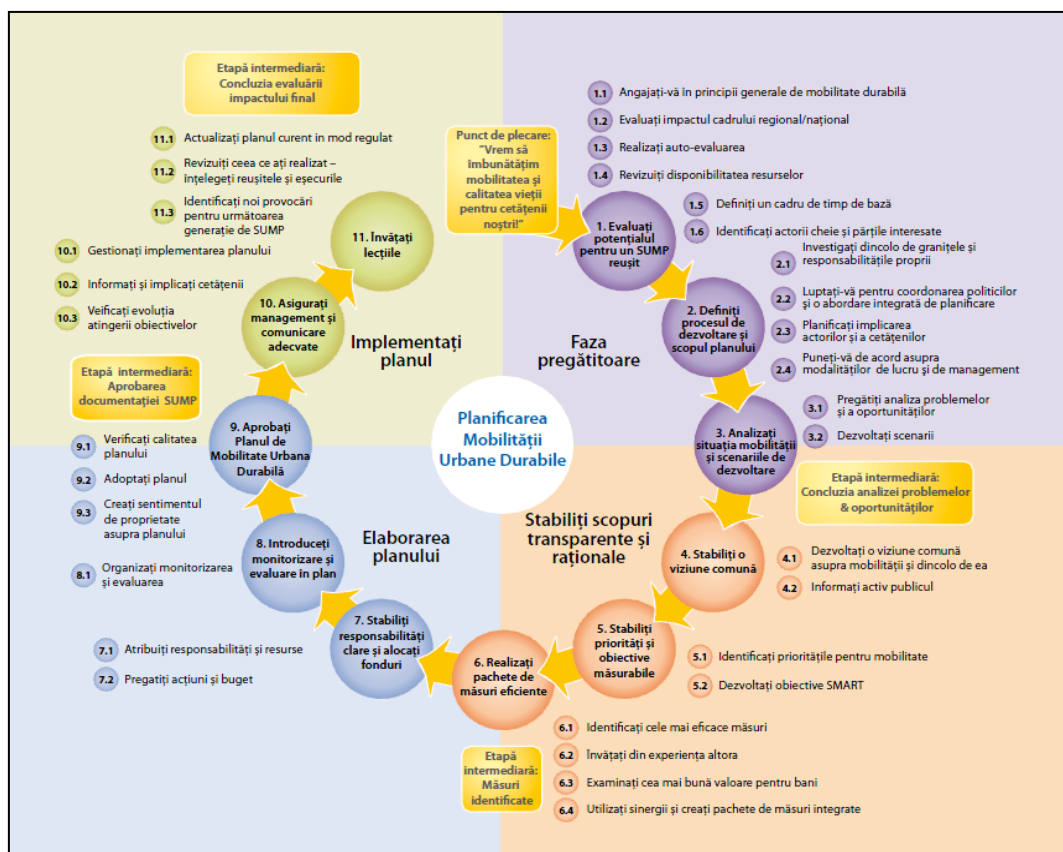 Punct de plecare:
"Vrem să
îmbunătățim
mobilitatea și
calitatea vieții
pentru cetățenii
noștri!"
Planificarea
Mobilității
Urbane Durabile
Faza
pregătitoare
1. Evaluați
potențialul
pentru un SUMP
reușit
1.1 Angajați-vă în principii generale de mobilitate durabilă
1.2 Evaluați impactul cadrului regional/național
1.3 Realizați auto-evaluarea
1.4 Revizuiți disponibilitatea resurselor
1.5 Definiți un cadru de timp de bază
1.6 Identificați actorii cheie și părțile interesate
2. Definiți
procesul de
dezvoltare și
scopul planului
2.1 Investigați dincolo de granițele și
responsabilitățile proprii
2.2 Luptați-vă pentru coordonarea politicilor
și o abordare integrată de planificare
2.3 Planificați implicarea
actorilor și a cetățenilor
2.4 Puneți-vă de acord asupra
modalităților de lucru și de management
3. Analizați
situația mobilității
și scenariile de
dezvoltare
3.1 Pregătiți analiza problemelor
și a oportunităților
3.2 Dezvoltați scenarii
Etapă intermediară:
Concluzia analizei problemelor
& oportunităților
Stabiliți scopuri
transparente și
raționale
4. Stabiliți o
viziune comună
4.1 Dezvoltați o viziune comună
asupra mobilității și dincolo de ea
4.2 Informați activ publicul
5. Stabiliți
priorități și
obiective
măsurabile
5.1 Identificați prioritățile pentru mobilitate
5.2 Dezvoltați obiective SMART
6. Realizați
pachete de
măsuri eficiente
6.1 Identificați cele mai eficace măsuri
6.2 Învățați din experiența altora
6.3 Examinați cea mai bună valoare pentru bani
6.4 Utilizați sinergii și creați pachete de măsuri integrate
Etapă
intermediară:
Măsuri
identificate
Elaborarea
planului
7. Stabiliți
responsabilități
clare și alocați
fonduri
7.1 Atribuiți responsabilități și resurse
7.2 Pregatiți acțiuni și buget
8. Introduceți
monitorizare și
evaluare în plan
8.1 Organizați monitorizarea
și evaluarea
9. Aprobați
Planul de
Mobilitate Urbana
Durabilă
9.1 Verificați calitatea
planului
9.2 Adoptați planul
9.3 Creați sentimentul
de proprietate
asupra planului
Etapă intermediară:
Aprobarea
documentației SUMP
Implementați
planul
10. Asigurați
management și
comunicare
adecvate
10.1 Gestionați implementarea planului
10.2 Informați și implicați cetățenii
10.3 Veificați evoluția
atingerii obiectivelor
11. Învățați
lecțiile
11.1 Actualizați planul curent in mod regulat
11.2 Revizuiți ceea ce ați realizat –
înțelegeți reușitele și eșecurile
11.3 Identificați noi provocări
pentru următoarea
generație de SUMP
Etapă intermediară:
Concluzia evaluării
impactului final